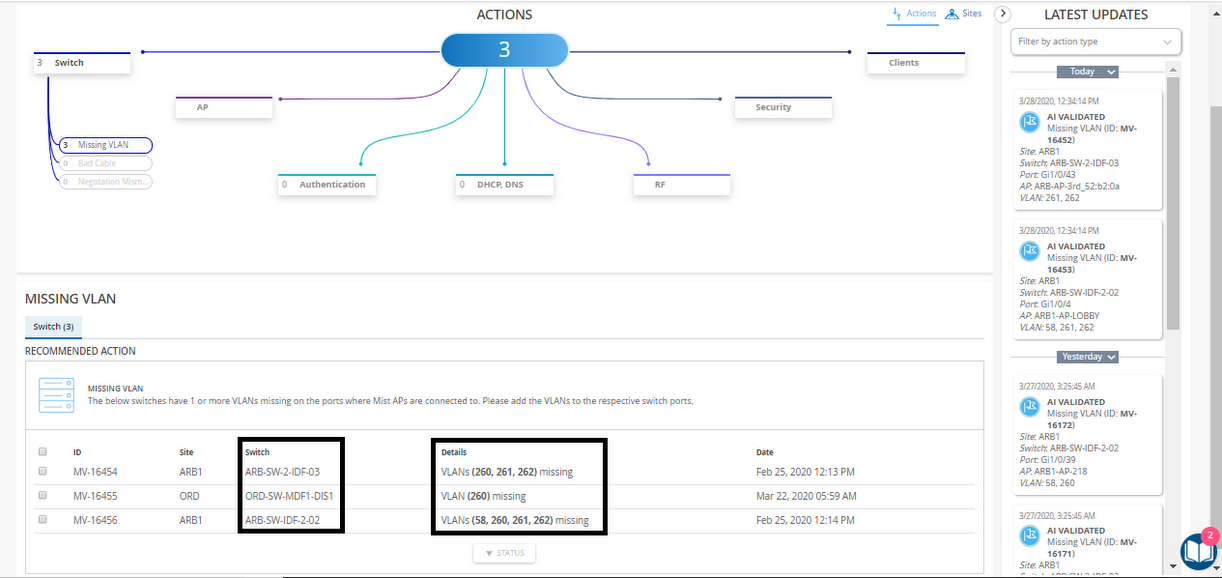 ACTIONS
Actions
Sites
3
3 Switch
Clients
AP
Security
3 Missing VLAN
0 Bad Cable
0 Negotation Mism...
0 Authentication
0 DHCP, DNS
RF
MISSING VLAN
Switch (3)
RECOMMENDED ACTION
MISSING VLAN
The below switches have 1 or more VLANs missing on the ports where Mist APs are connected to. Please add the VLANs to the respective switch ports.
ID Site Switch Details Date
MV-16454 ARB1 ARB-SW-2-IDF-03 VLANs (260, 261, 262) missing Feb 25, 2020 12:13 PM
MV-16455 ORD ORD-SW-MDF1-DIS1 VLAN (260) missing Mar 22, 2020 05:59 AM
MV-16456 ARB1 ARB-SW-IDF-2-02 VLANs (58, 260, 261, 262) missing Feb 25, 2020 12:14 PM
STATUS
LATEST UPDATES
Filter by action type
Today
3/28/2020, 12:34:14 PM
AI VALIDATED
Missing VLAN (ID: MV-
16452)
Site: ARB1
Switch: ARB-SW-2-IDF-03
Port: Gi1/0/43
AP: ARB-AP-3rd_52:b2:0a
VLAN: 261, 262
3/28/2020, 12:34:14 PM
AI VALIDATED
Missing VLAN (ID: MV-
16453)
Site: ARB1
Switch: ARB-SW-IDF-2-02
Port: Gi1/0/4
AP: ARB1-AP-LOBBY
VLAN: 58, 261, 262
Yesterday
3/27/2020, 3:25:45 AM
AI VALIDATED
Missing VLAN (ID: MV-
16172)
Site: ARB1
Switch: ARB-SW-IDF-2-02
Port: Gi1/0/39
AP: ARB1-AP-218
VLAN: 58, 260
3/27/2020, 3:25:45 AM
AI VALIDATED
Missing VLAN (ID: MV-
16171)
Site: ARB1
2